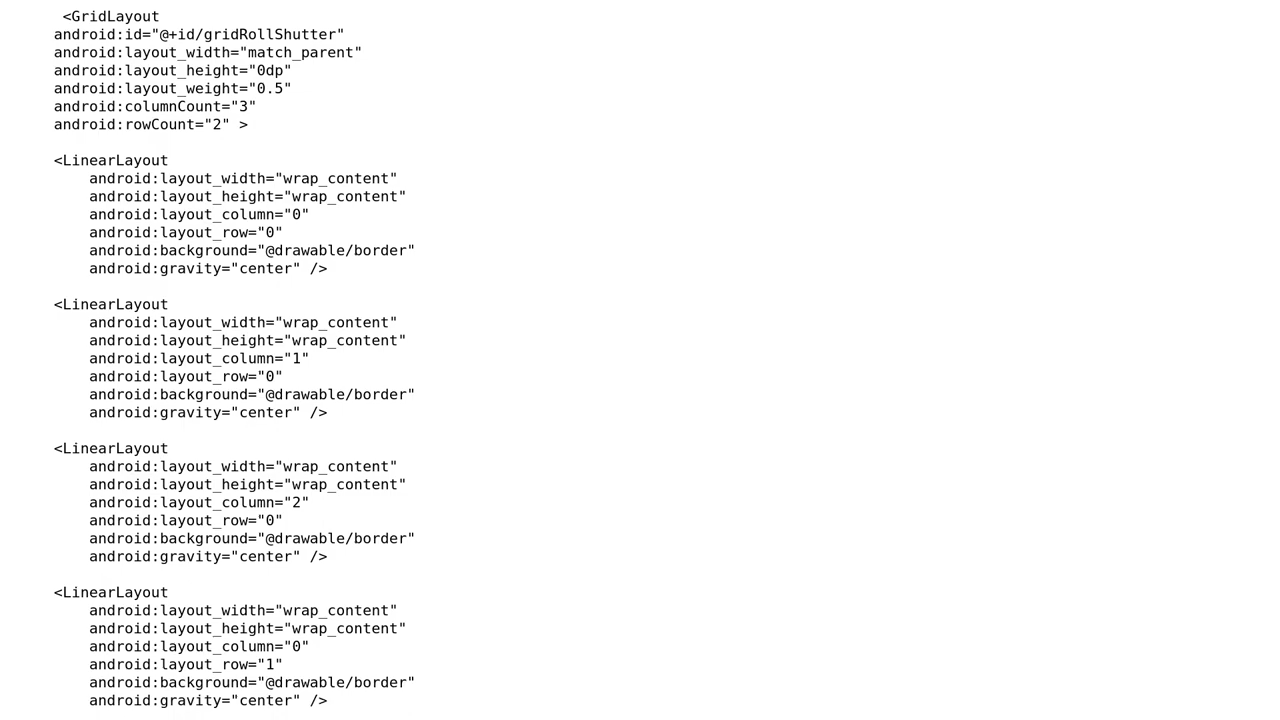 <GridLayout
android:id="@+id/gridRollShutter"
android:layout_width="match_parent"
android:layout_height="0dp"
android:layout_weight="0.5"
android:columnCount="3"
android:rowCount="2" >
<LinearLayout
android:layout_width="wrap_content"
android:layout_height="wrap_content"
android:layout_column="0"
android:layout_row="0"
android:background="@drawable/border"
android:gravity="center" />
<LinearLayout
android:layout_width="wrap_content"
android:layout_height="wrap_content"
android:layout_column="1"
android:layout_row="0"
android:background="@drawable/border"
android:gravity="center" />
<LinearLayout
android:layout_width="wrap_content"
android:layout_height="wrap_content"
android:layout_column="2"
android:layout_row="0"
android:background="@drawable/border"
android:gravity="center" />
<LinearLayout
android:layout_width="wrap_content"
android:layout_height="wrap_content"
android:layout_column="0"
android:layout_row="1"
android:background="@drawable/border"
android:gravity="center" />